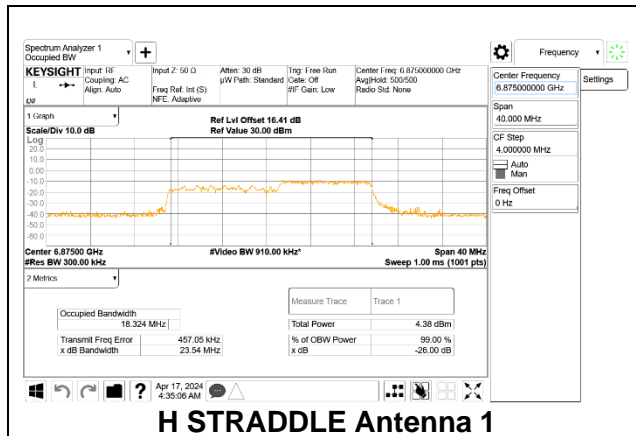 Spectrum Analyzer 1
Occupied BW
Frequency
KEYSIGHT
L
Input: RF
Coupling: AC
Align: Auto
Input Z: 50 Ω
Freq Ref: Int (S)
NFE: Adaptive
Atten: 30 dB
µW Path: Standard
Trig: Free Run
Gate: Off
#IF Gain: Low
Center Freq: 6.875000000 GHz
Avg|Hold: 500/500
Radio Std: None
Center Frequency
6.875000000 GHz
Settings
Span
40.000 MHz
CF Step
4.000000 MHz
Auto
Man
Freq Offset
0 Hz
1 Graph
Scale/Div 10.0 dB
Ref Lvl Offset 16.41 dB
Ref Value 30.00 dBm
Log
20.0
10.0
0.00
-10.0
-20.0
-30.0
-40.0
-50.0
-60.0
Center 6.87500 GHz
#Video BW 910.00 kHz*
Span 40 MHz
#Res BW 300.00 kHz
Sweep 1.00 ms (1001 pts)
2 Metrics
Measure Trace
Trace 1
Occupied Bandwidth
18.324 MHz
Total Power
4.38 dBm
Transmit Freq Error
457.05 kHz
% of OBW Power
99.00 %
x dB Bandwidth
23.54 MHz
x dB
-26.00 dB
Apr 17, 2024
4:35:06 AM
H STRADDLE Antenna 1